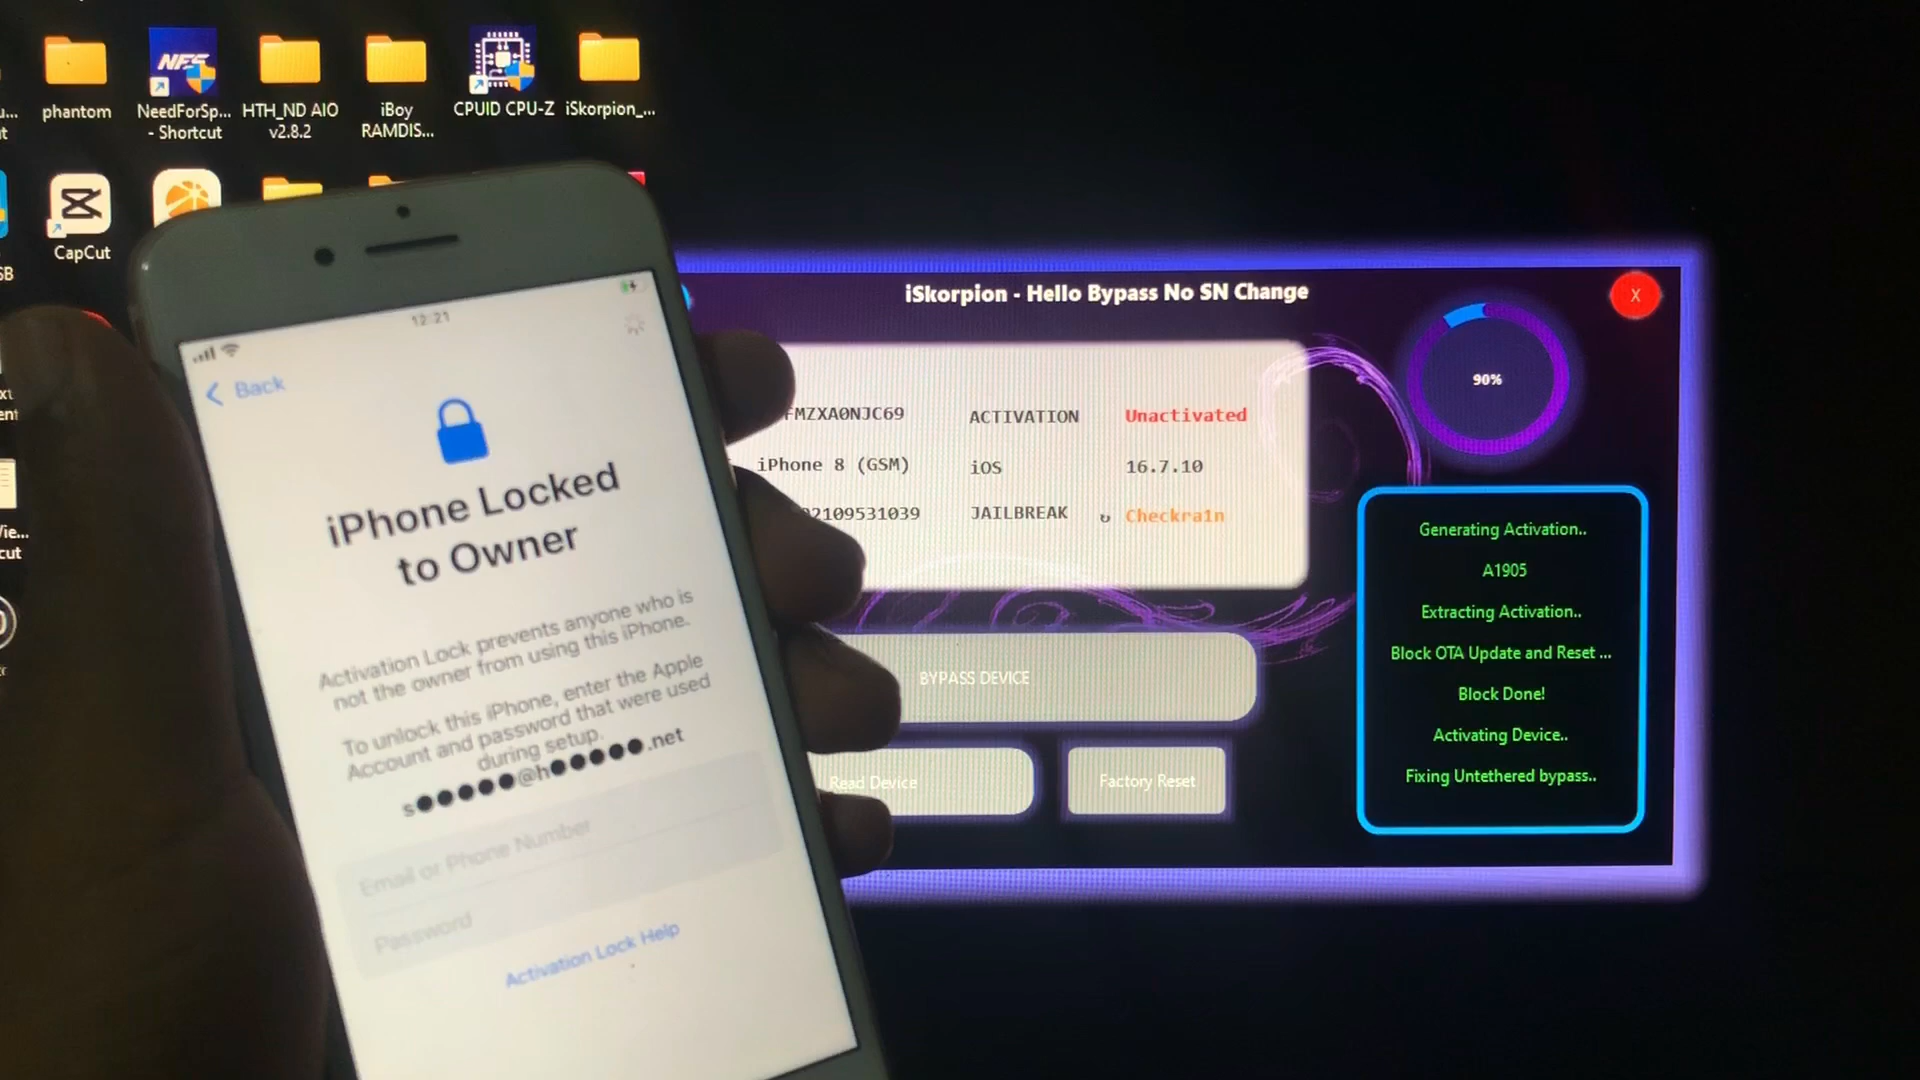 phantom
NeedForSp...
- Shortcut
HTH_ND AIO
v2.8.2
iBoy
RAMDIS...
CPUID CPU-Z
iSkorpion_...
NFS
CapCut
SB
12:21
Back
iPhone Locked
to Owner
Activation Lock prevents anyone who is
not the owner from using this iPhone.
To unlock this iPhone, enter the Apple
Account and password that were used
during setup.
s●●●●●@h●●●●●.net
Email or Phone Number
Password
Activation Lock Help
iSkorpion - Hello Bypass No SN Change
X
90%
FMZXA0NJC69
ACTIVATION
Unactivated
iPhone 8 (GSM)
iOS
16.7.10
2109531039
JAILBREAK
Checkra1n
BYPASS DEVICE
Read Device
Factory Reset
Generating Activation..
A1905
Extracting Activation..
Block OTA Update and Reset ...
Block Done!
Activating Device..
Fixing Untethered bypass..